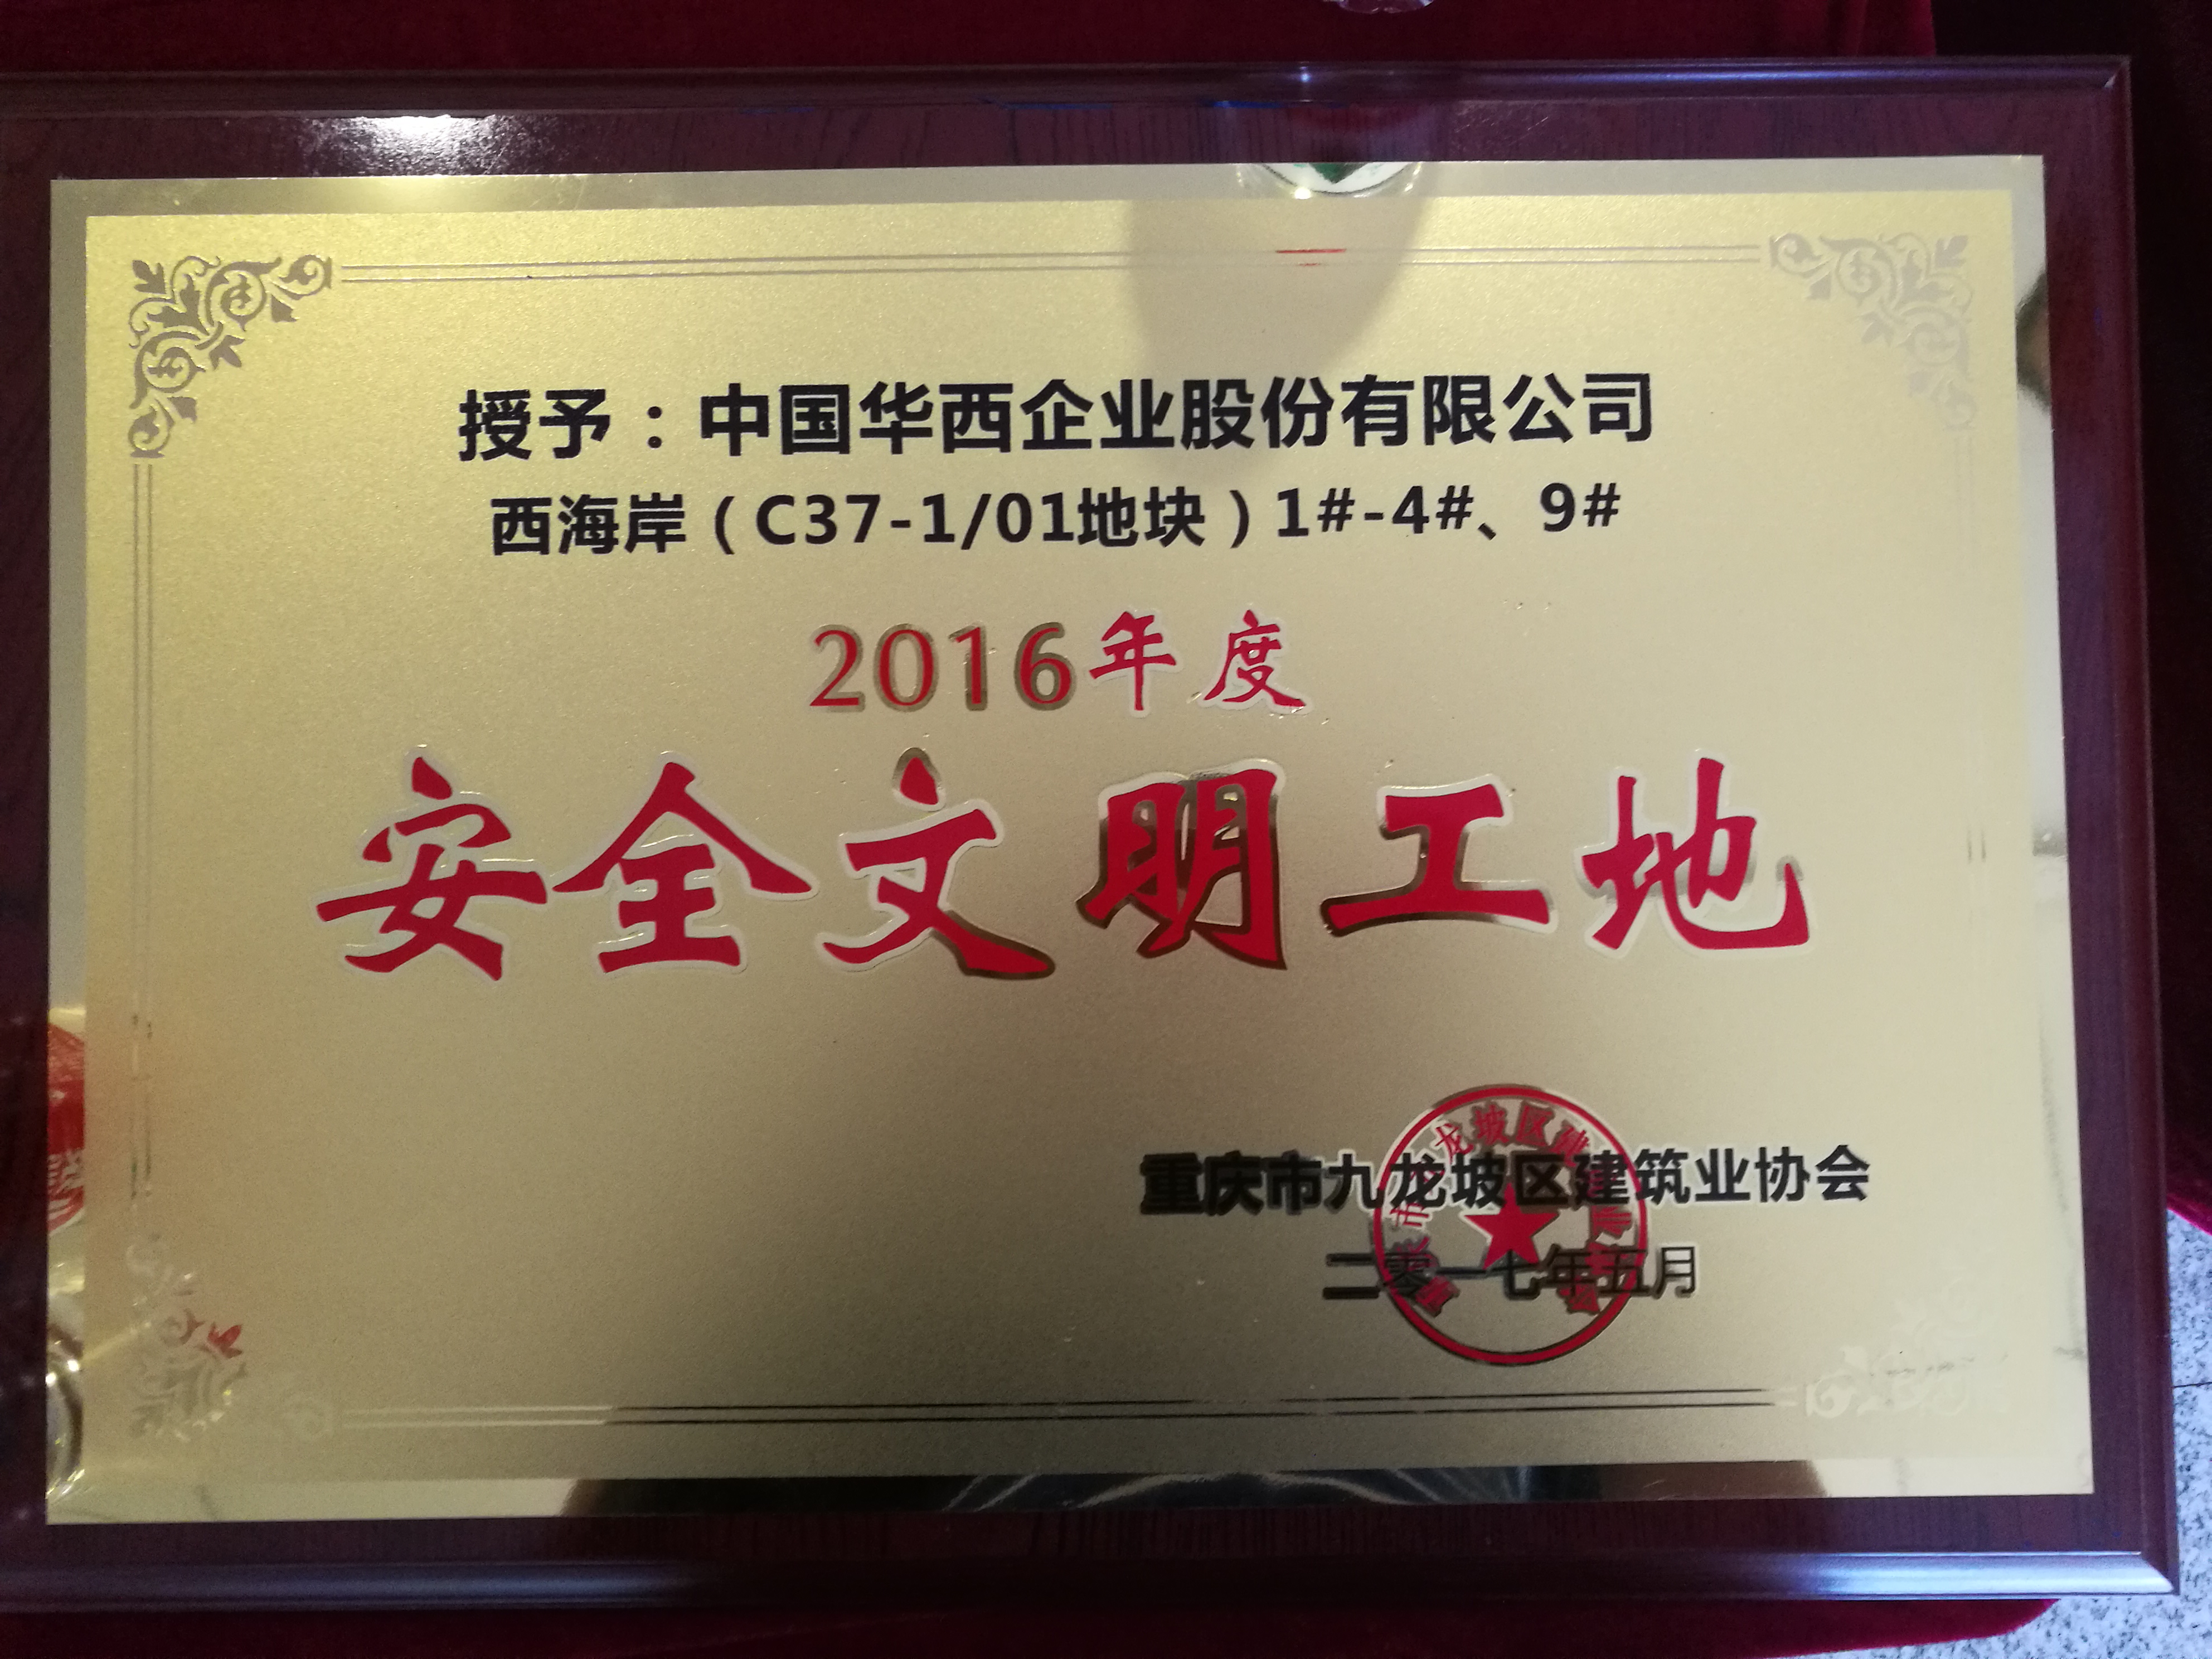 授予：中国华西企业股份有限公司
西海岸（C37-1/01地块）1#-4#、9#
2016年度
安全文明工地
重庆市九龙坡区建筑业协会
二零一七年五月